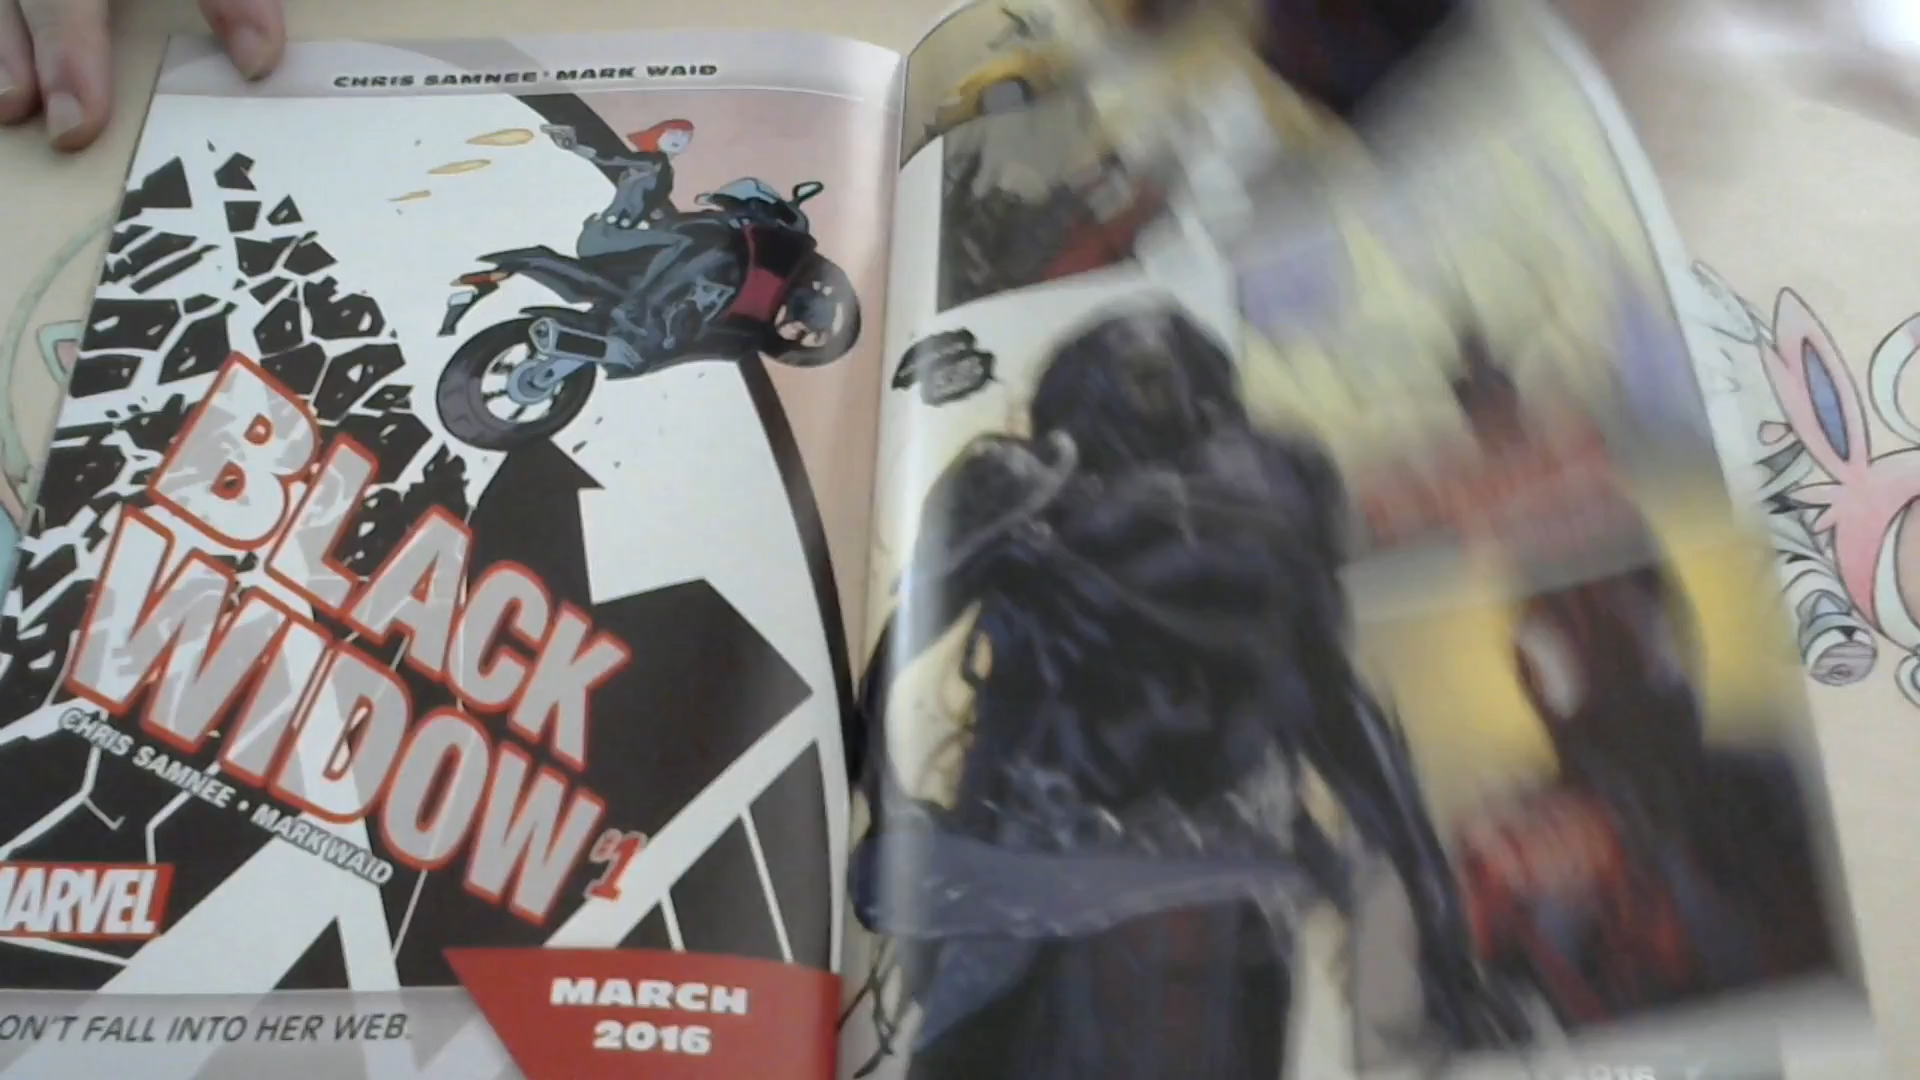 CHRIS SAMNEE • MARK WAID
BLACK
WIDOW #1
CHRIS SAMNEE • MARK WAID
MARVEL
ON'T FALL INTO HER WEB.
MARCH
2016
2016